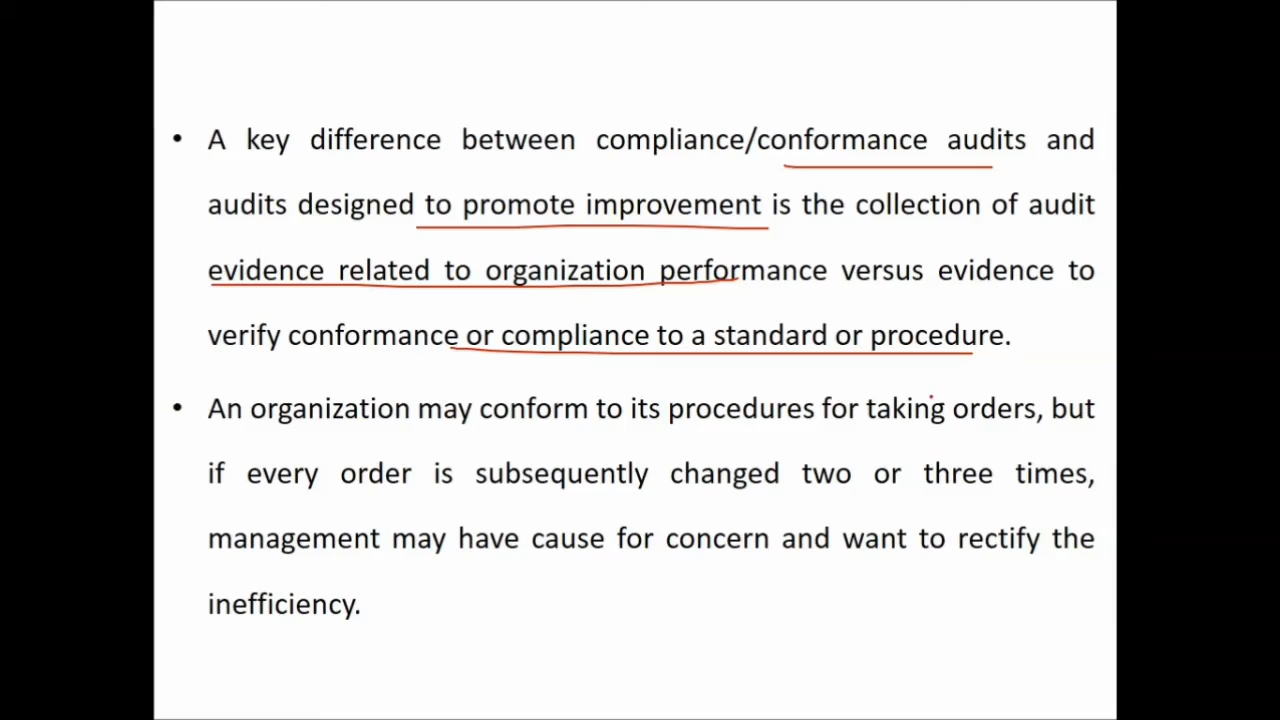 • A key difference between compliance/conformance audits and
audits designed to promote improvement is the collection of audit
evidence related to organization performance versus evidence to
verify conformance or compliance to a standard or procedure.
• An organization may conform to its procedures for taking orders, but
if every order is subsequently changed two or three times,
management may have cause for concern and want to rectify the
inefficiency.